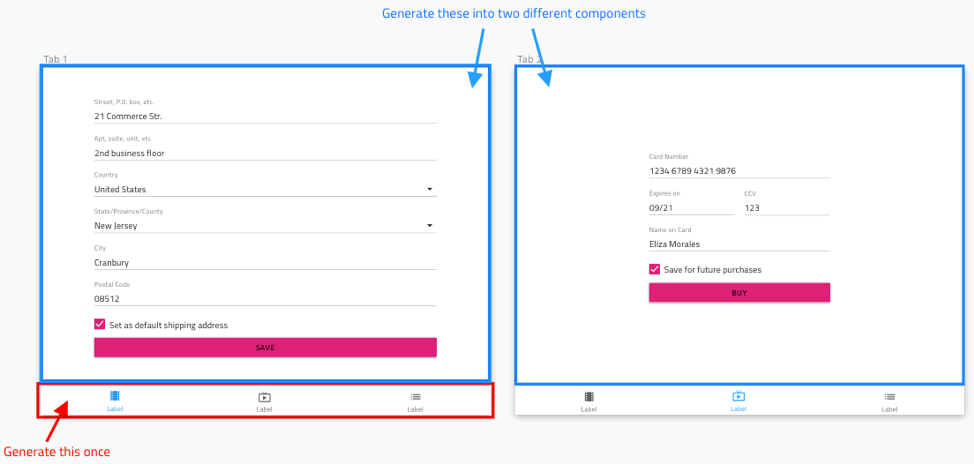 Generate these into two different components
Tab 1
Tab 2
Street, P.O. box, etc.
21 Commerce Str.
Apt, suite, unit, etc.
2nd business floor
Country
United States
State/Province/County
New Jersey
City
Cranbury
Postal Code
08512
Set as default shipping address
SAVE
Card Number
1234 6789 4321 9876
Expires on
CCV
09/21
123
Name on Card
Eliza Morales
Save for future purchases
BUY
Label
Label
Label
Label
Label
Label
Generate this once